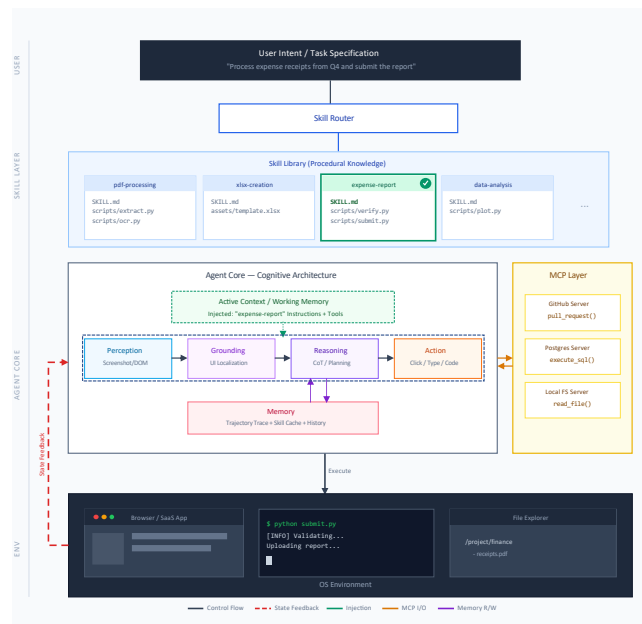 USER
User Intent / Task Specification
"Process expense receipts from Q4 and submit the report"
Skill Router
SKILL LAYER
Skill Library (Procedural Knowledge)
pdf-processing
SKILL.md
scripts/extract.py
scripts/ocr.py
xlsx-creation
SKILL.md
assets/template.xlsx
expense-report
SKILL.md
scripts/verify.py
scripts/submit.py
data-analysis
SKILL.md
scripts/plot.py
...
AGENT CORE
Agent Core — Cognitive Architecture
Active Context / Working Memory
Injected: "expense-report" Instructions + Tools
Perception
Screenshot/DOM
Grounding
UI Localization
Reasoning
CoT / Planning
Action
Click / Type / Code
Memory
Trajectory Trace + Skill Cache + History
MCP Layer
GitHub Server
pull_request()
Postgres Server
execute_sql()
Local FS Server
read_file()
State Feedback
Execute
ENV
Browser / SaaS App
$ python submit.py
[INFO] Validating...
Uploading report...
File Explorer
/project/finance
- receipts.pdf
OS Environment
Control Flow
State Feedback
Injection
MCP I/O
Memory R/W